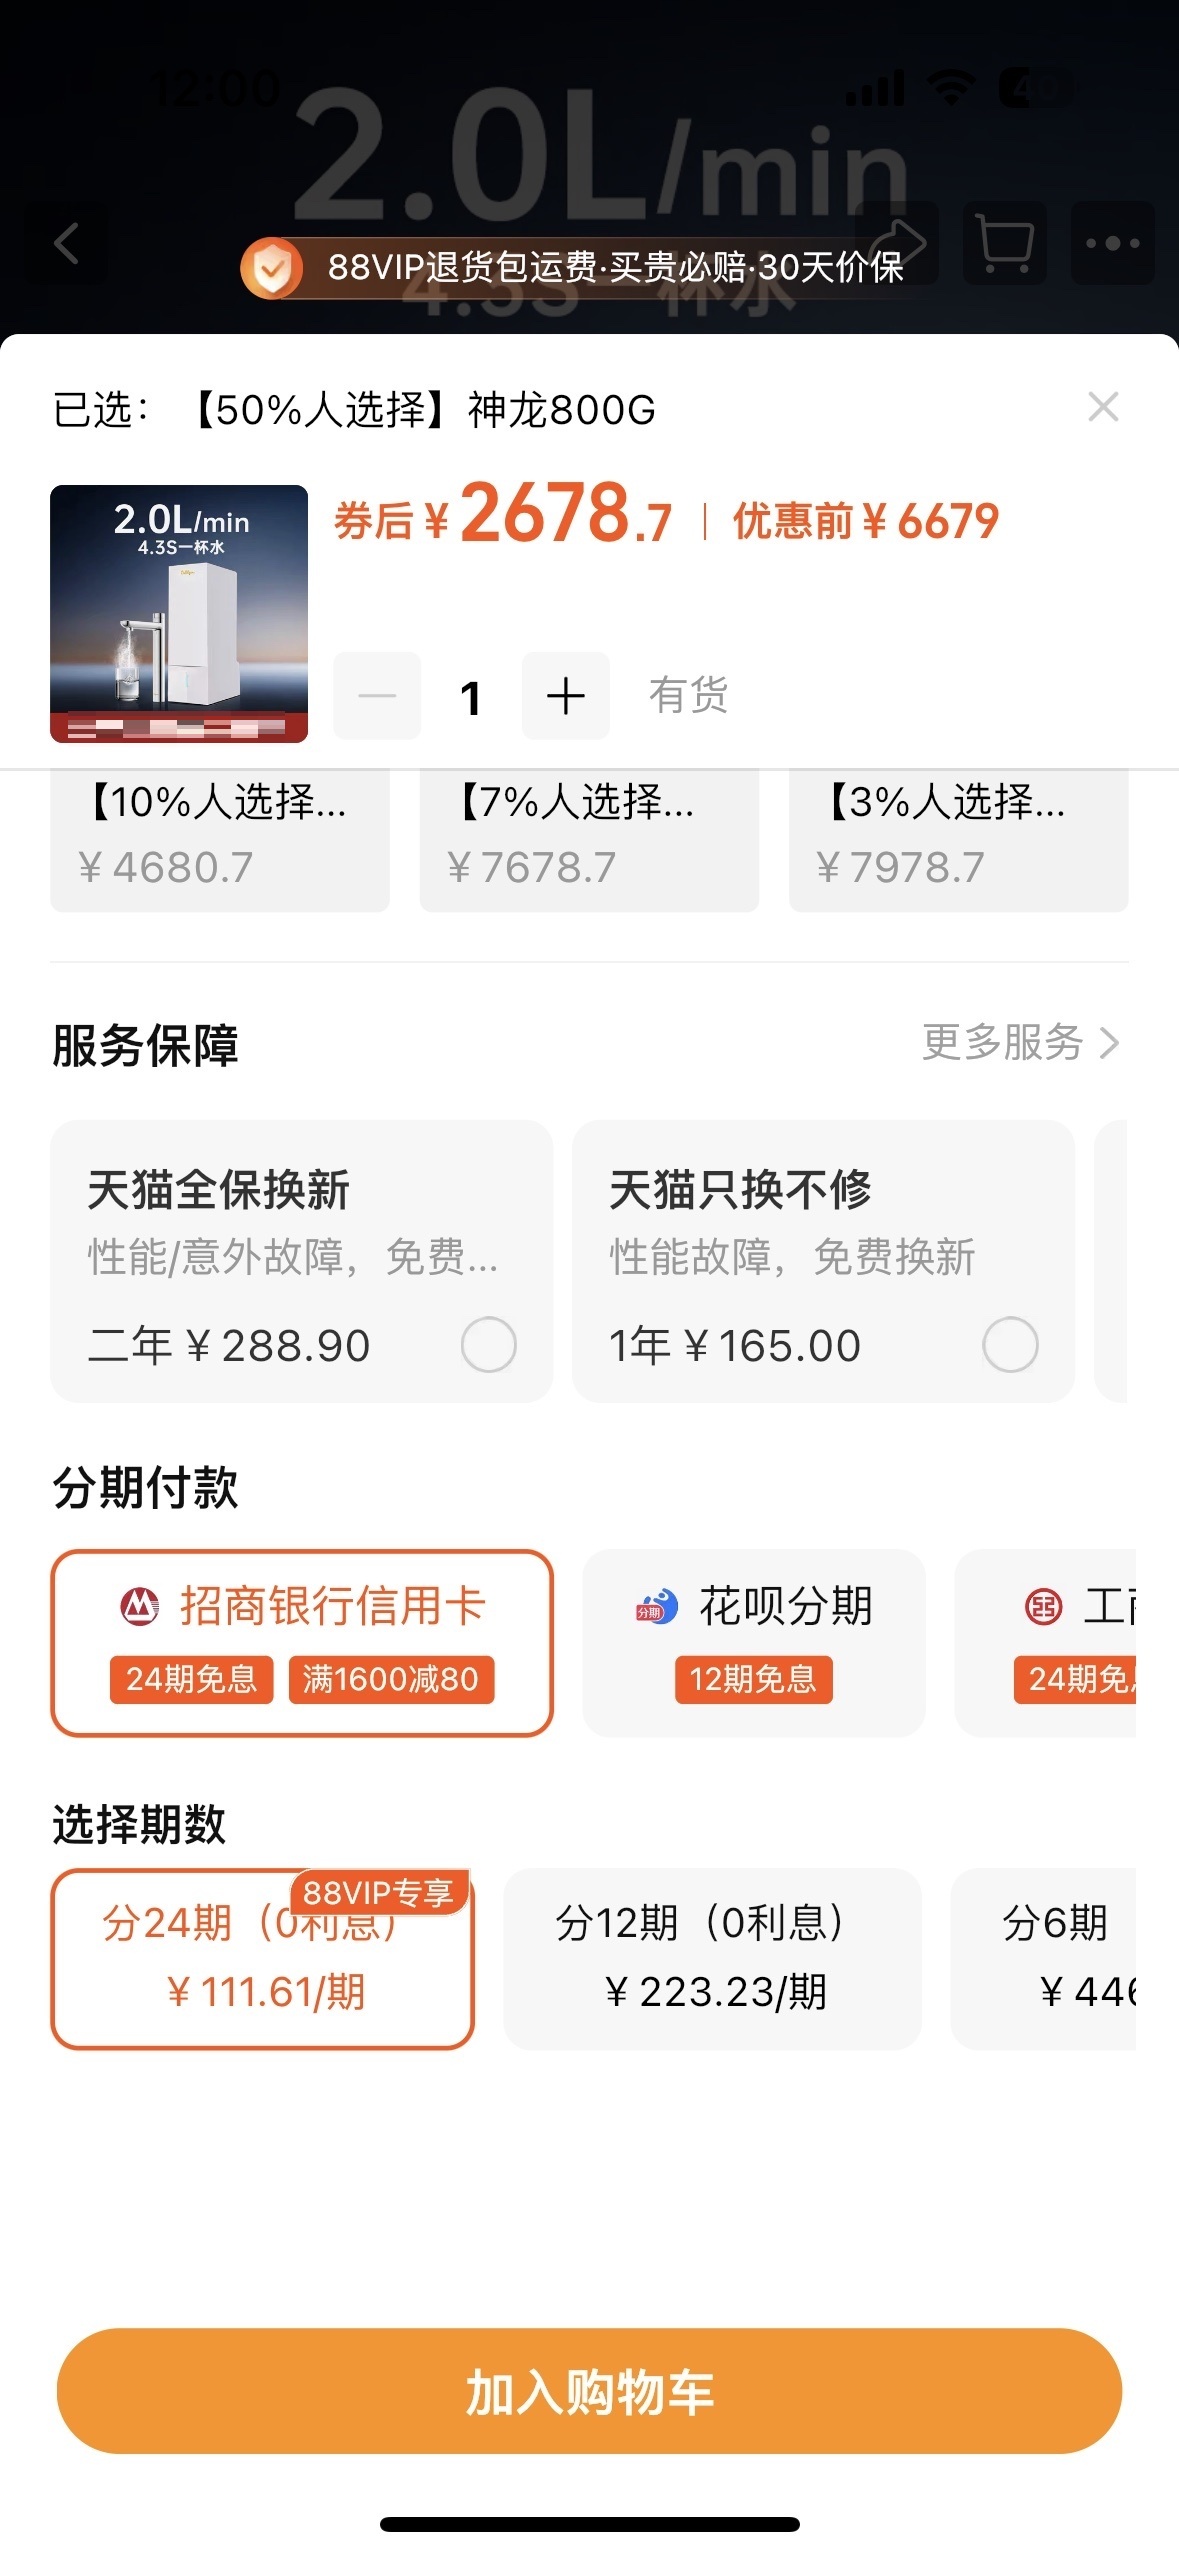 12:00
40
2.0L/min
88VIP退货包运费·买贵必赔·30天价保
4.3S一杯水
已选：【50%人选择】神龙800G
2.0L/min
4.3S一杯水
券后¥2678.7｜优惠前¥6679
1
有货
【10%人选择...
【7%人选择...
【3%人选择...
¥4680.7
¥7678.7
¥7978.7
服务保障
更多服务
天猫全保换新
性能/意外故障，免费...
二年¥288.90
天猫只换不修
性能故障，免费换新
1年¥165.00
分期付款
招商银行信用卡
24期免息 满1600减80
花呗分期
分期
12期免息
工
24期免
选择期数
88VIP专享
分24期（0利息）
¥111.61/期
分12期（0利息）
¥223.23/期
分6期
¥446
加入购物车